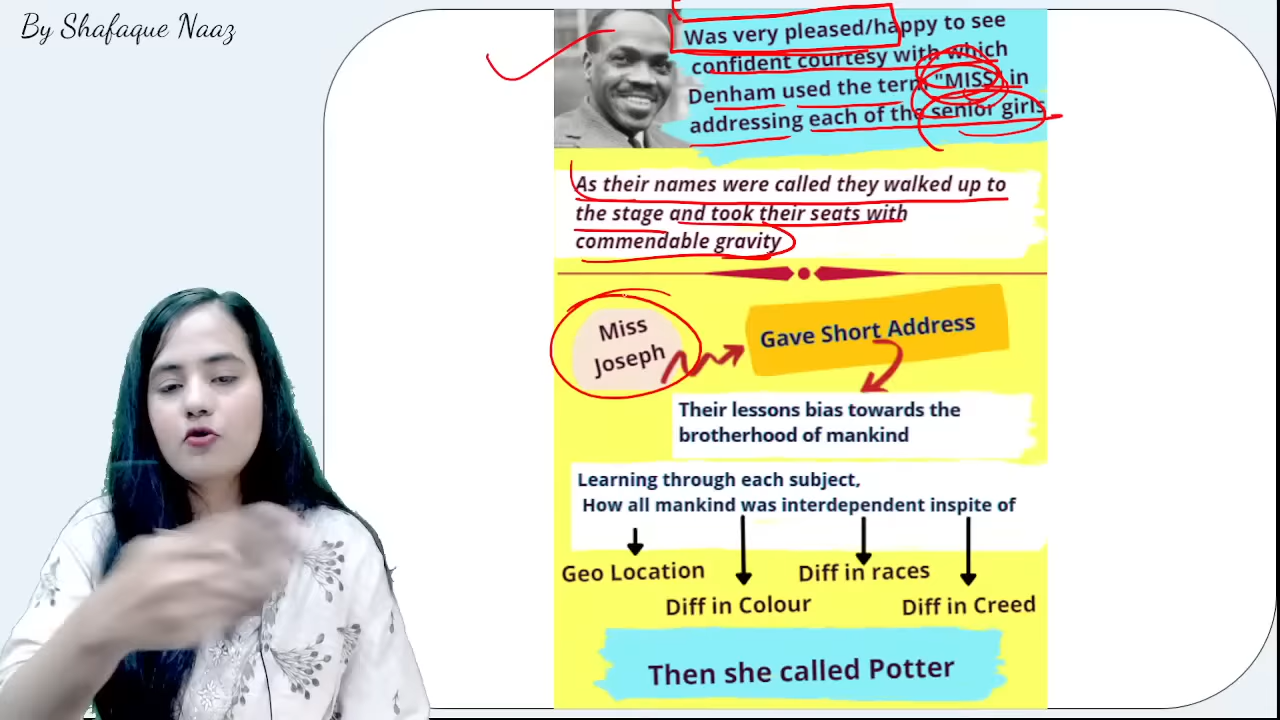 By Shafaque Naaz
Was very pleased/happy to see
confident courtesy with which
Denham used the term "MISS" in
addressing each of the senior girls
As their names were called they walked up to
the stage and took their seats with
commendable gravity
Miss
Joseph
Gave Short Address
Their lessons bias towards the
brotherhood of mankind
Learning through each subject,
How all mankind was interdependent inspite of
Geo Location
Diff in races
Diff in Colour
Diff in Creed
Then she called Potter